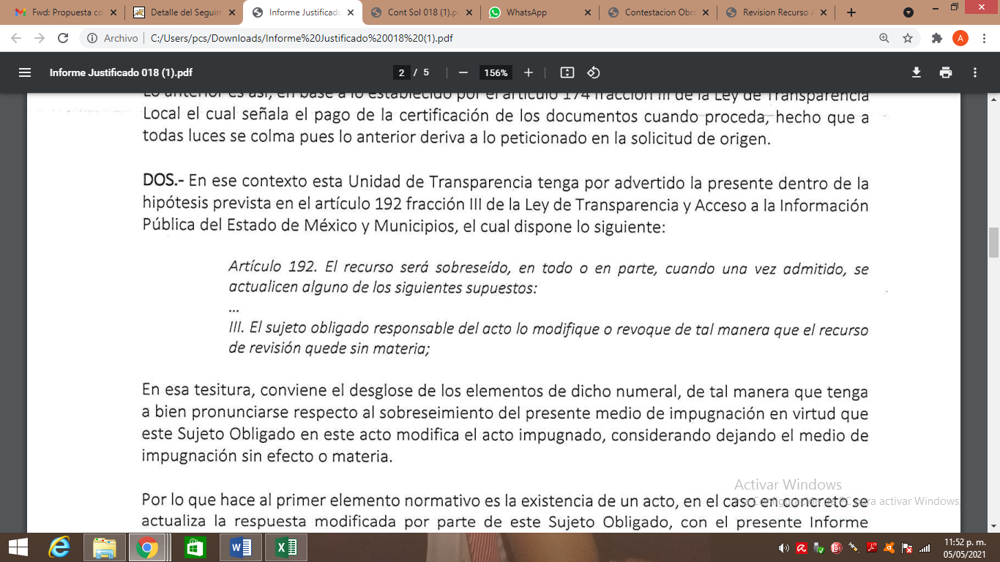 Fwd: Propuesta co
Detalle del Seguim
Informe Justificado
Cont Sol 018 (1).p
WhatsApp
Contestacion Obra
Revision Recurso
Archivo
C:/Users/pcs/Downloads/Informe%20Justificado%20018%20(1).pdf
A
Informe Justificado 018 (1).pdf
2 / 5
156%
Lo anterior es así, en base a lo establecido por el artículo 174 fracción III de la Ley de Transparencia
Local el cual señala el pago de la certificación de los documentos cuando proceda, hecho que a
todas luces se colma pues lo anterior deriva a lo peticionado en la solicitud de origen.
DOS.- En ese contexto esta Unidad de Transparencia tenga por advertido la presente dentro de la
hipótesis prevista en el artículo 192 fracción III de la Ley de Transparencia y Acceso a la Información
Pública del Estado de México y Municipios, el cual dispone lo siguiente:
Artículo 192. El recurso será sobreseído, en todo o en parte, cuando una vez admitido, se
actualicen alguno de los siguientes supuestos:
...
III. El sujeto obligado responsable del acto lo modifique o revoque de tal manera que el recurso
de revisión quede sin materia;
En esa tesitura, conviene el desglose de los elementos de dicho numeral, de tal manera que tenga
a bien pronunciarse respecto al sobreseimiento del presente medio de impugnación en virtud que
este Sujeto Obligado en este acto modifica el acto impugnado, considerando dejando el medio de
impugnación sin efecto o materia.
Activar Windows
Por lo que hace al primer elemento normativo es la existencia de un acto, en el caso en concreto se
para activar Windows.
actualiza la respuesta modificada por parte de este Sujeto Obligado, con el presente Informe
11:52 p. m.
05/05/2021